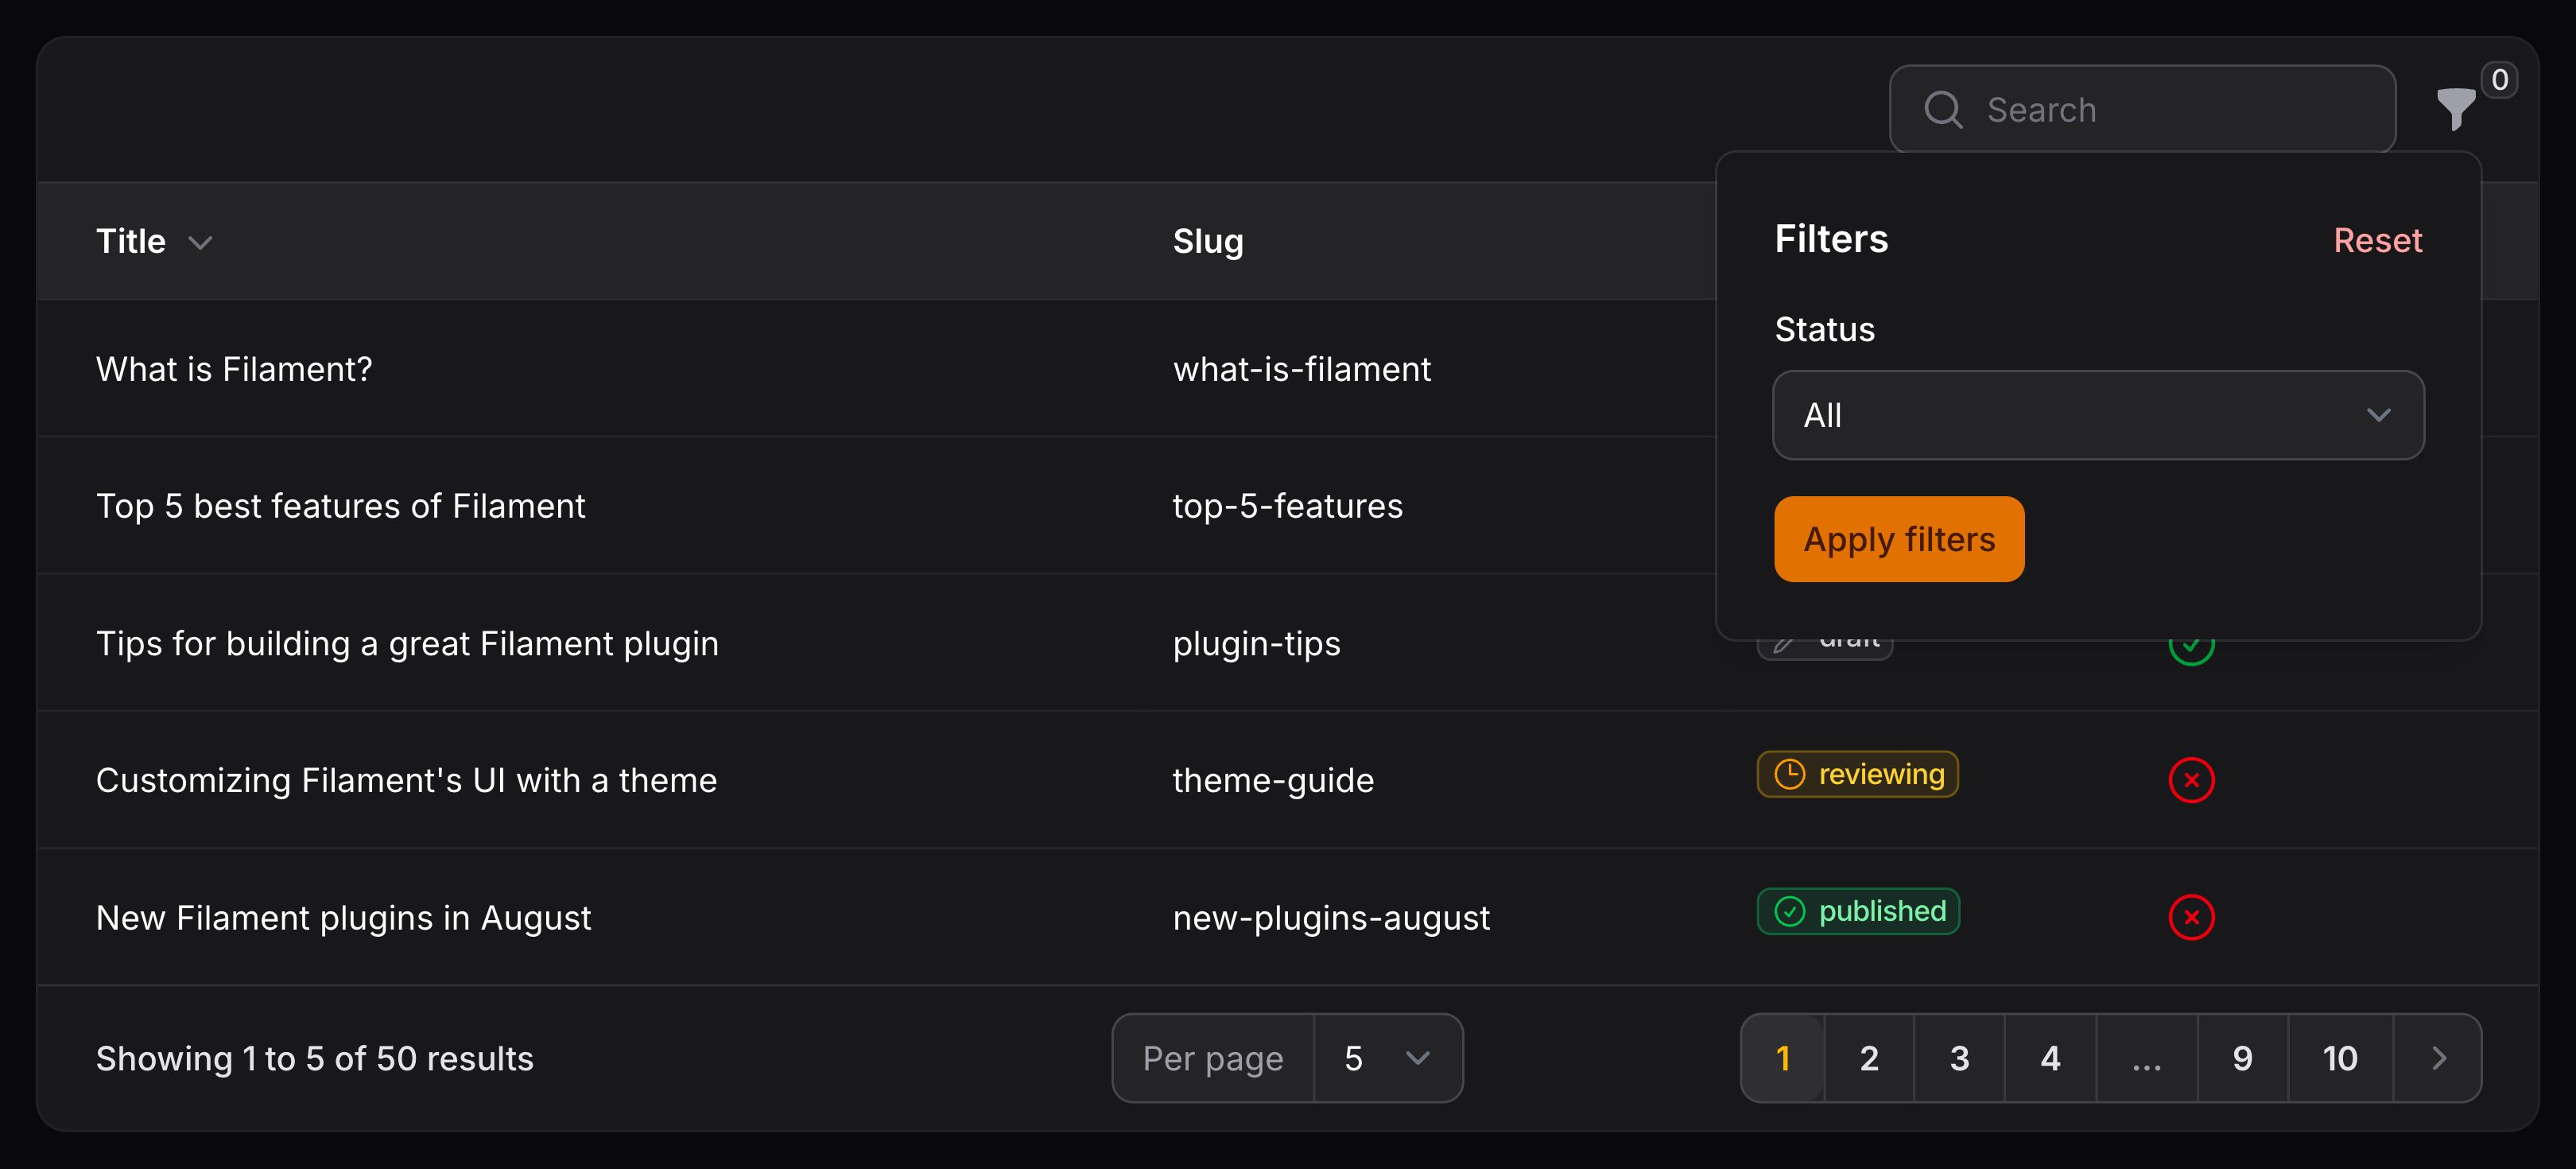 Search
0
Title
Slug
Filters
Reset
Status
All
Apply filters
What is Filament?
what-is-filament
Top 5 best features of Filament
top-5-features
Tips for building a great Filament plugin
plugin-tips
draft
Customizing Filament's UI with a theme
theme-guide
reviewing
New Filament plugins in August
new-plugins-august
published
Showing 1 to 5 of 50 results
Per page
5
1 2 3 4 ... 9 10